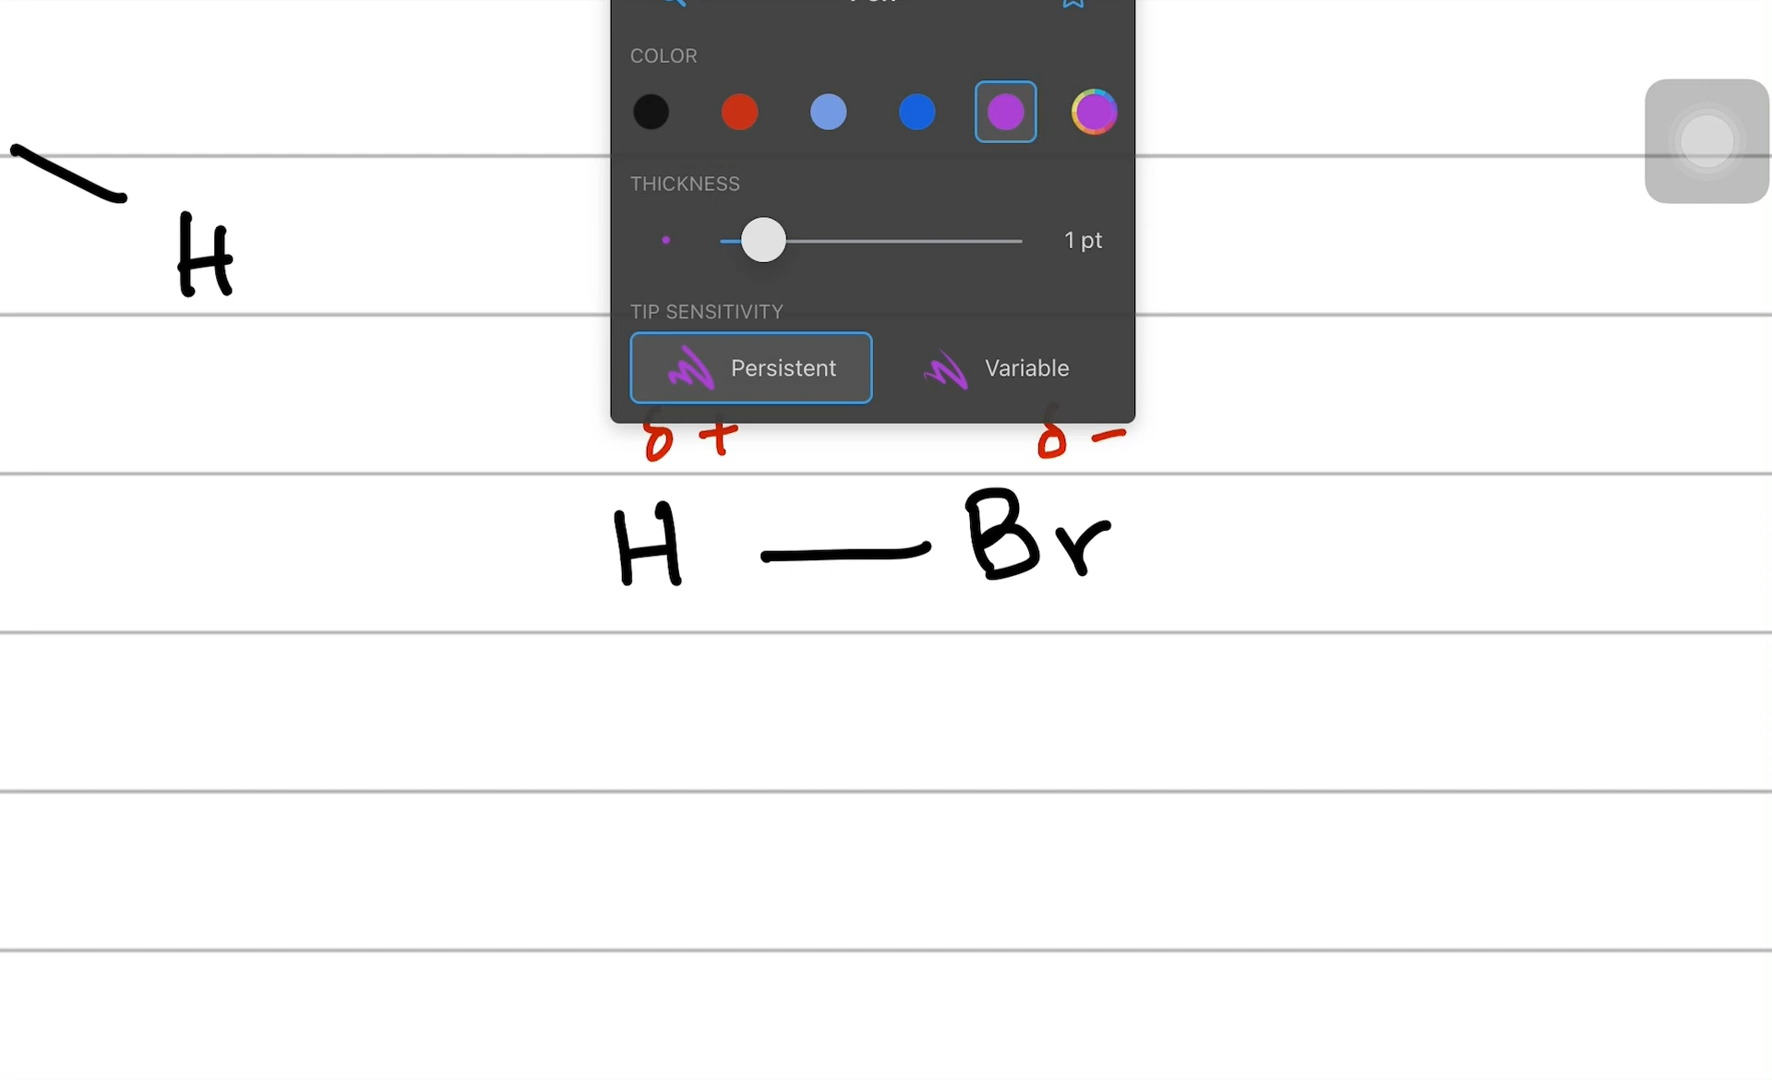 COLOR
THICKNESS
1 pt
TIP SENSITIVITY
Persistent Variable
H
δ + δ −
H — Br